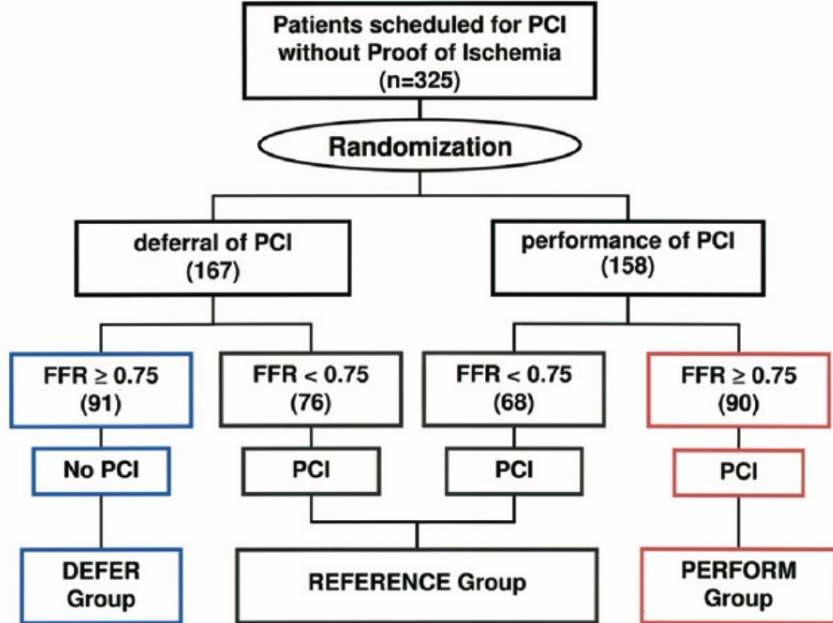 Patients scheduled for PCI
without Proof of Ischemia
(n=325)
Randomization
deferral of PCI
(167)
performance of PCI
(158)
FFR ≥ 0.75
(91)
FFR < 0.75
(76)
FFR < 0.75
(68)
FFR ≥ 0.75
(90)
No PCI
PCI
PCI
PCI
DEFER
Group
REFERENCE Group
PERFORM
Group